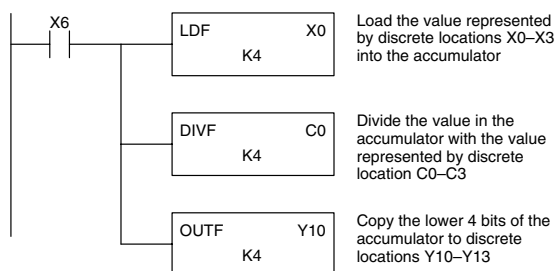 X6
LDF X0
K4
Load the value represented
by discrete locations X0–X3
into the accumulator
DIVF C0
K4
Divide the value in the
accumulator with the value
represented by discrete
location C0–C3
OUTF Y10
K4
Copy the lower 4 bits of the
accumulator to discrete
locations Y10–Y13